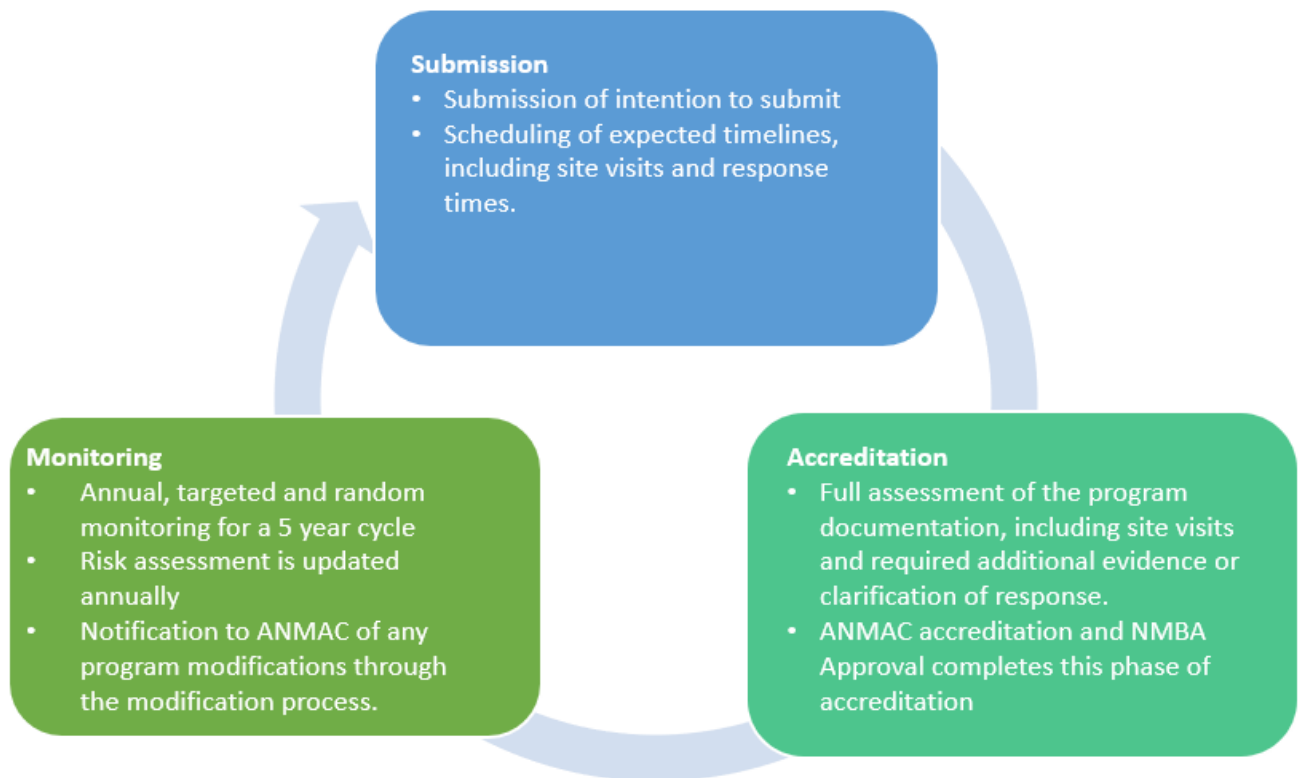 Submission
• Submission of intention to submit
• Scheduling of expected timelines,
including site visits and response
times.
Monitoring
• Annual, targeted and random
monitoring for a 5 year cycle
• Risk assessment is updated
annually
• Notification to ANMAC of any
program modifications through
the modification process.
Accreditation
• Full assessment of the program
documentation, including site visits
and required additional evidence or
clarification of response.
• ANMAC accreditation and NMBA
Approval completes this phase of
accreditation